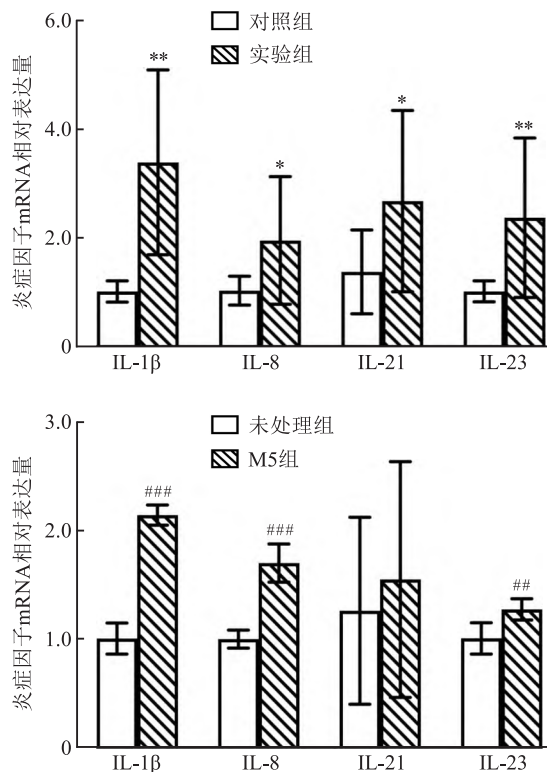 炎症因子mRNA相对表达量
6.0
4.0
2.0
0
对照组
实验组
**
*
*
**
IL-1β IL-8 IL-21 IL-23
炎症因子mRNA相对表达量
3.0
2.0
1.0
0
未处理组
M5组
###
###
##
IL-1β IL-8 IL-21 IL-23